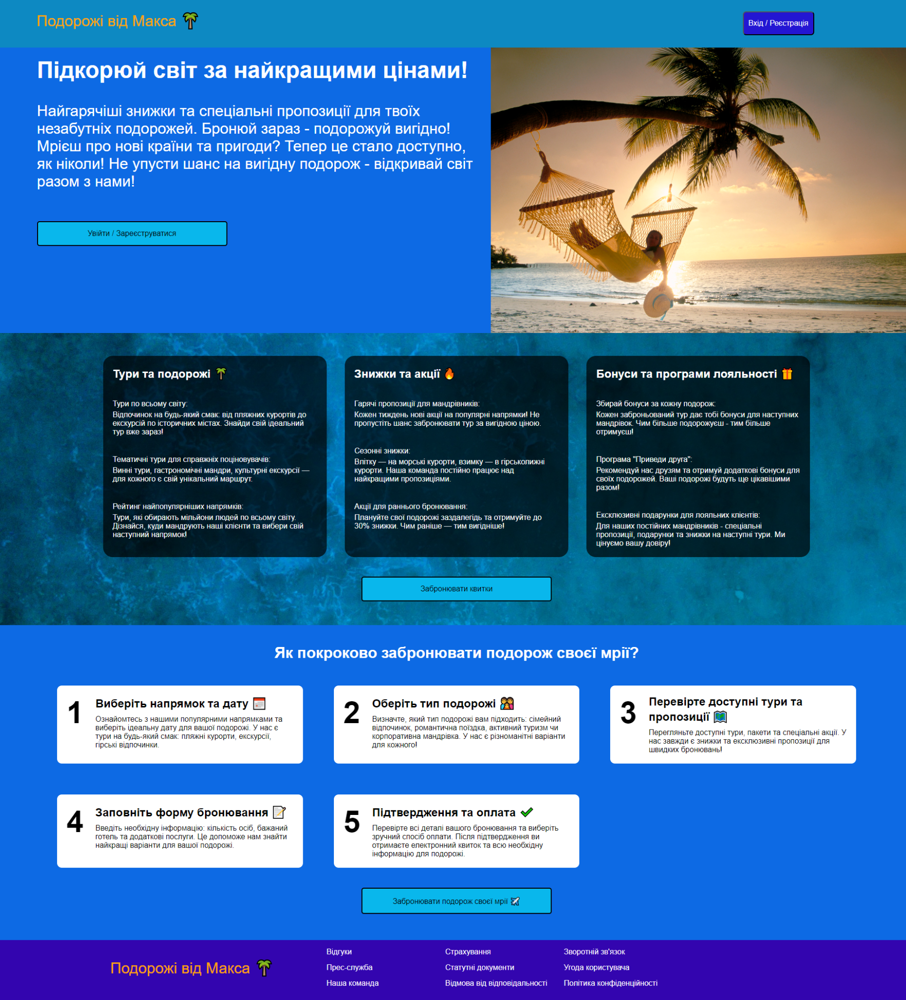 Подорожі від Макса 🌴
Вхід / Реєстрація
Підкорюй світ за найкращими цінами!
Найгарячіші знижки та спеціальні пропозиції для твоїх
незабутніх подорожей. Бронюй зараз - подорожуй вигідно!
Мрієш про нові країни та пригоди? Тепер це стало доступно,
як ніколи! Не упусти шанс на вигідну подорож - відкривай світ
разом з нами!
Увійти / Зареєструватися
Тури та подорожі 🌴
Тури по всьому світу:
Відпочинок на будь-який смак: від пляжних курортів до
екскурсій по історичних містах. Знайди свій ідеальний
тур вже зараз!
Тематичні тури для справжніх поціновувачів:
Винні тури, гастрономічні мандри, культурні екскурсії —
для кожного є свій унікальний маршрут.
Рейтинг найпопулярніших напрямків:
Тури, які обирають мільйони людей по всьому світу.
Дізнайся, куди мандрують наші клієнти та вибери свій
наступний напрямок!
Знижки та акції 🔥
Гарячі пропозиції для мандрівників:
Кожен тиждень нові акції на популярні напрямки! Не
пропустіть шанс забронювати тур за вигідною ціною.
Сезонні знижки:
Влітку — на морські курорти, взимку — в гірськолижні
курорти. Наша команда постійно працює над
найкращими пропозиціями.
Акції для раннього бронювання:
Плануйте свої подорожі заздалегідь та отримуйте до
30% знижки. Чим раніше — тим вигідніше!
Бонуси та програми лояльності 🎁
Збирай бонуси за кожну подорож:
Кожен заброньований тур дає тобі бонуси для наступних
мандрівок. Чим більше подорожуєш - тим більше
отримуєш!
Програма "Приведи друга":
Рекомендуй нас друзям та отримуй додаткові бонуси для
своїх подорожей. Ваші подорожі будуть ще цікавішими
разом!
Ексклюзивні подарунки для лояльних клієнтів:
Для наших постійних мандрівників - спеціальні
пропозиції, подарунки та знижки на наступні тури. Ми
цінуємо вашу довіру!
Забронювати квитки
Як покроково забронювати подорож своєї мрії?
1
Виберіть напрямок та дату 📅
Ознайомтесь з нашими популярними напрямками та
виберіть ідеальну дату для вашої подорожі. У нас є
тури на будь-який смак: пляжні курорти, екскурсії,
гірські відпочинки.
2
Оберіть тип подорожі 👨‍👩‍👧‍👦
Визначте, який тип подорожі вам підходить: сімейний
відпочинок, романтична поїздка, активний туризм чи
корпоративна мандрівка. У нас є різноманітні варіанти
для кожного!
3
Перевірте доступні тури та
пропозиції 🗺️
Перегляньте доступні тури, пакети та спеціальні акції. У
нас завжди є знижки та ексклюзивні пропозиції для
швидких бронювань!
4
Заповніть форму бронювання 📝
Введіть необхідну інформацію: кількість осіб, бажаний
готель та додаткові послуги. Це допоможе нам знайти
найкращі варіанти для вашої подорожі.
5
Підтвердження та оплата ✔️
Перевірте всі деталі вашого бронювання та виберіть
зручний спосіб оплати. Після підтвердження ви
отримаєте електронний квиток та всю необхідну
інформацію для подорожі.
Забронювати подорож своєї мрії ✈️
Подорожі від Макса 🌴
Відгуки
Прес-служба
Наша команда
Страхування
Статутні документи
Відмова від відповідальності
Зворотній зв'язок
Угода користувача
Політика конфіденційності